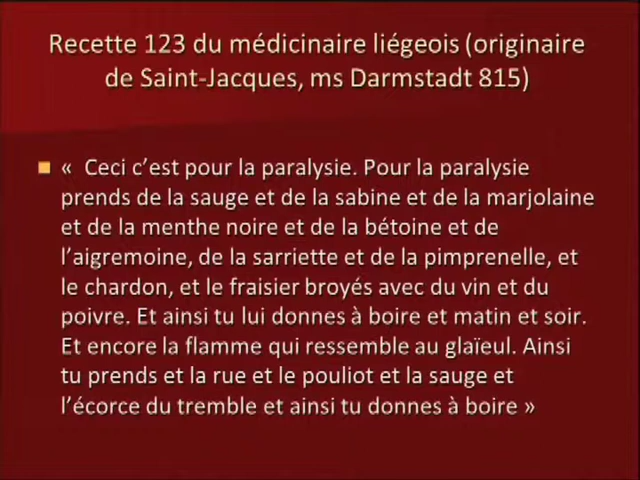 Recette 123 du médicinaire liégeois (originaire
de Saint-Jacques, ms Darmstadt 815)
« Ceci c’est pour la paralysie. Pour la paralysie
prends de la sauge et de la sabine et de la marjolaine
et de la menthe noire et de la bétoine et de
l’aigremoine, de la sarriette et de la pimprenelle, et
le chardon, et le fraisier broyés avec du vin et du
poivre. Et ainsi tu lui donnes à boire et matin et soir.
Et encore la flamme qui ressemble au glaïeul. Ainsi
tu prends et la rue et le pouliot et la sauge et
l’écorce du tremble et ainsi tu donnes à boire »